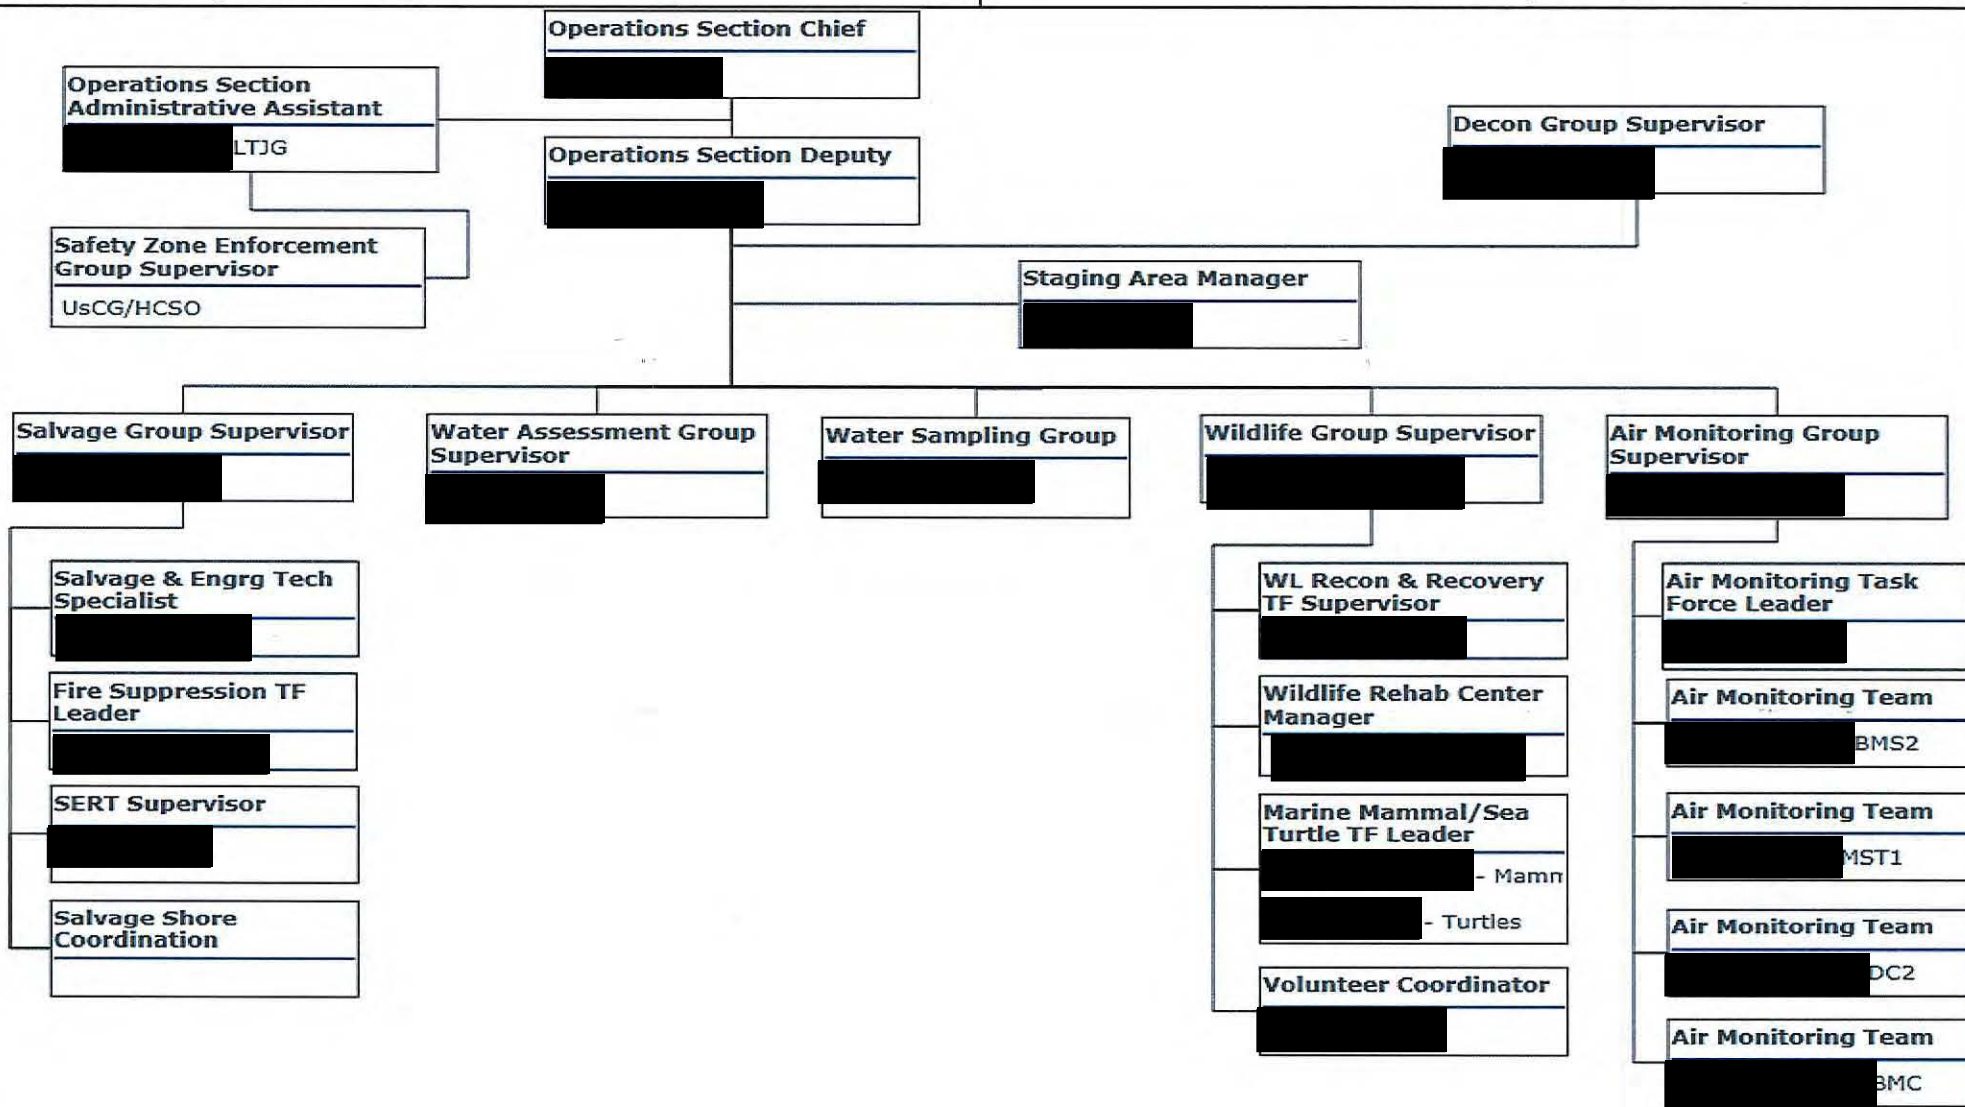 Operations Section Chief
Operations Section
Administrative Assistant
LTJG
Operations Section Deputy
Decon Group Supervisor
Safety Zone Enforcement
Group Supervisor
UsCG/HCSO
Staging Area Manager
Salvage Group Supervisor
Water Assessment Group
Supervisor
Water Sampling Group
Wildlife Group Supervisor
Air Monitoring Group
Supervisor
Salvage & Engrg Tech
Specialist
Fire Suppression TF
Leader
SERT Supervisor
Salvage Shore
Coordination
WL Recon & Recovery
TF Supervisor
Wildlife Rehab Center
Manager
Marine Mammal/Sea
Turtle TF Leader
- Mamm
- Turtles
Volunteer Coordinator
Air Monitoring Task
Force Leader
Air Monitoring Team
BMS2
Air Monitoring Team
MST1
Air Monitoring Team
DC2
Air Monitoring Team
BMC